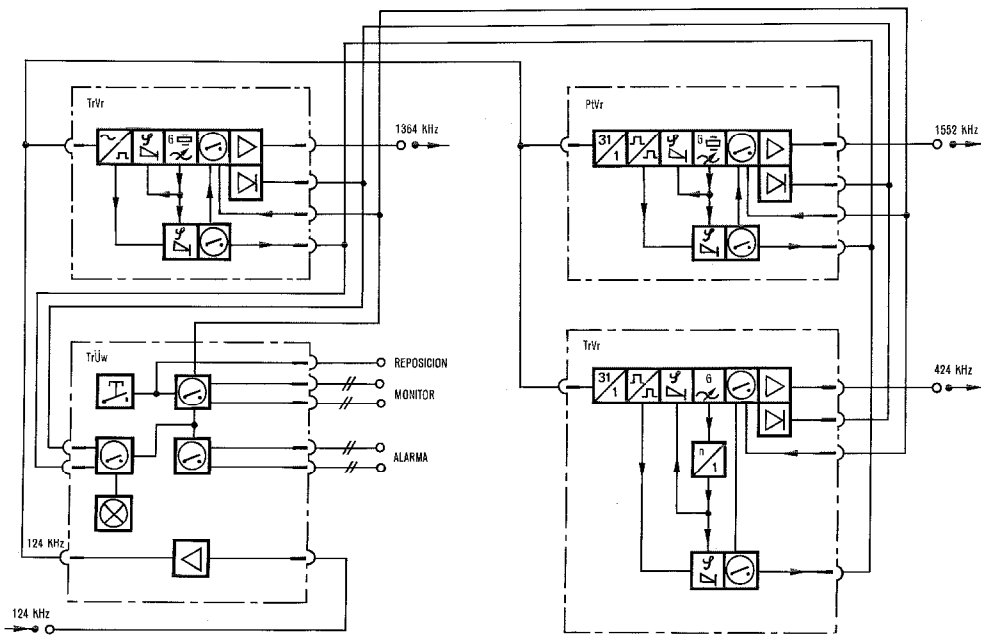 TrVr
G
1364 KHz
PtVr
31
1
G
1552 KHz
TrÜw
REPOSICION
MONITOR
ALARMA
124 KHz
124 KHz
TrVr
31
1
G
424 KHz
n
1